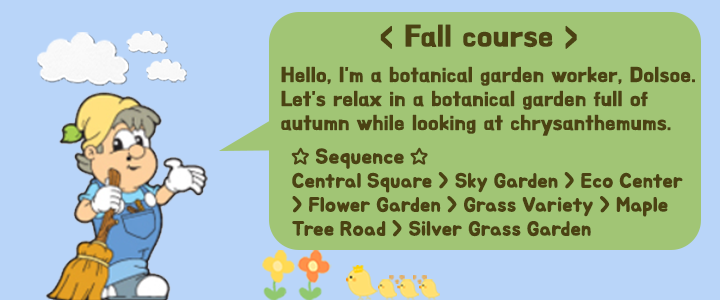 < Fall course >
Hello, I'm a botanical garden worker, Dolsoe.
Let's relax in a botanical garden full of
autumn while looking at chrysanthemums.
☆ Sequence ☆
Central Square > Sky Garden > Eco Center
> Flower Garden > Grass Variety > Maple
Tree Road > Silver Grass Garden